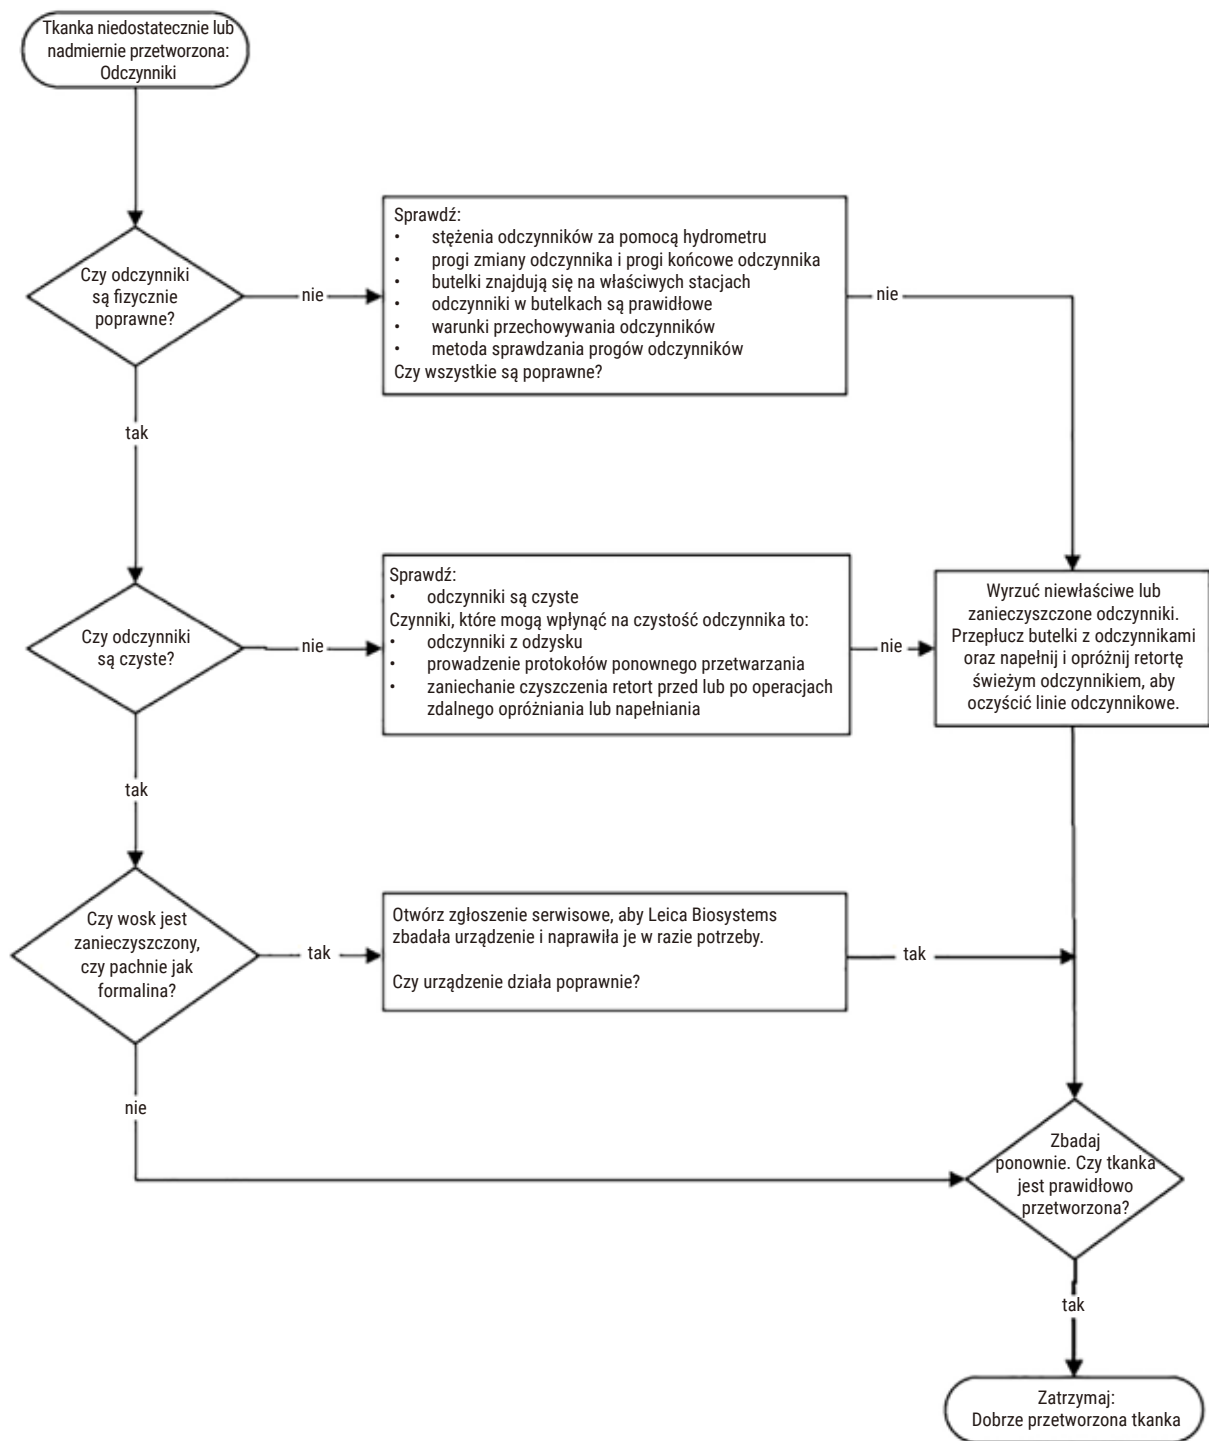 Tkanka niedostatecznie lub
nadmiernie przetworzona:
Odczynniki
Czy odczynniki
są fizycznie
poprawne?
nie
Sprawdź:
• stężenia odczynników za pomocą hydrometru
• progi zmiany odczynnika i progi końcowe odczynnika
• butelki znajdują się na właściwych stacjach
• odczynniki w butelkach są prawidłowe
• warunki przechowywania odczynników
• metoda sprawdzania progów odczynników
Czy wszystkie są poprawne?
nie
tak
Czy odczynniki
są czyste?
nie
Sprawdź:
• odczynniki są czyste
Czynniki, które mogą wpłynąć na czystość odczynnika to:
• odczynniki z odzysku
• prowadzenie protokołów ponownego przetwarzania
• zaniechanie czyszczenia retort przed lub po operacjach
zdalnego opróżniania lub napełniania
nie
Wyrzuć niewłaściwe lub
zanieczyszczone odczynniki.
Przepłucz butelki z odczynnikami
oraz napełnij i opróżnij retortę
świeżym odczynnikiem, aby
oczyścić linie odczynnikowe.
tak
Czy wosk jest
zanieczyszczony,
czy pachnie jak
formalina?
tak
Otwórz zgłoszenie serwisowe, aby Leica Biosystems
zbadała urządzenie i naprawiła je w razie potrzeby.
Czy urządzenie działa poprawnie?
tak
nie
Zbadaj
ponownie. Czy tkanka
jest prawidłowo
przetworzona?
tak
Zatrzymaj:
Dobrze przetworzona tkanka